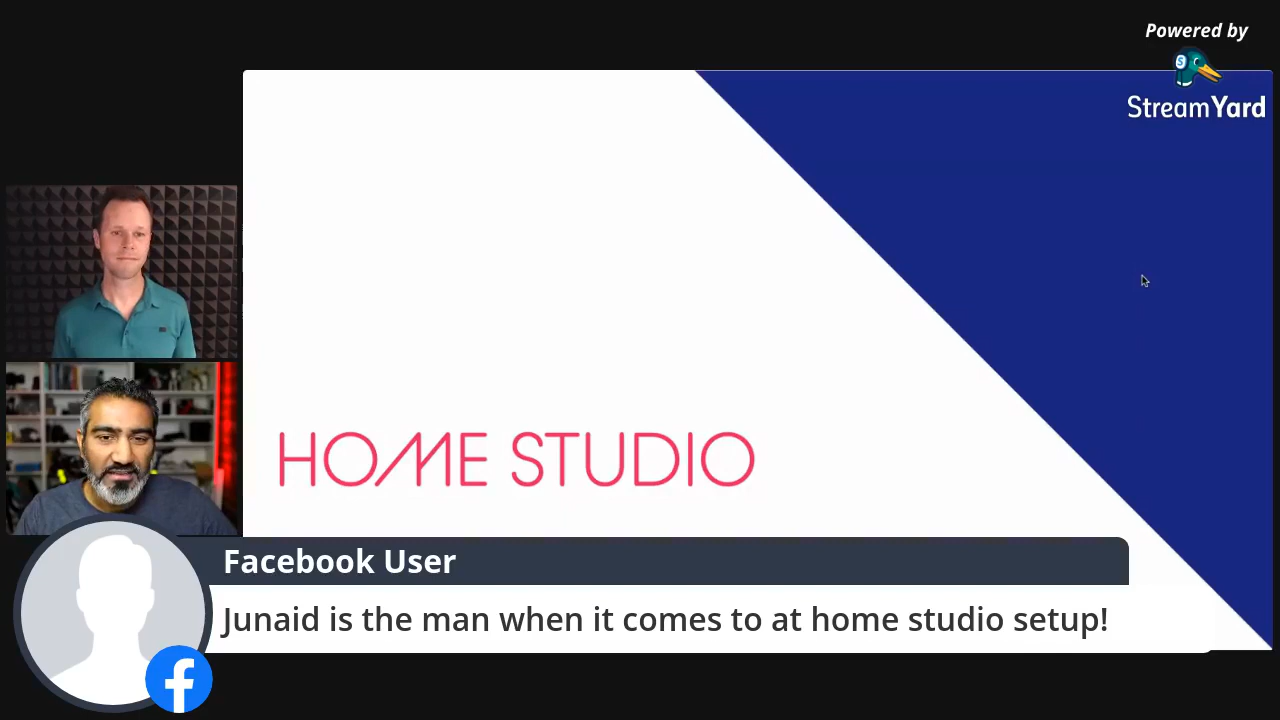 Powered by
StreamYard
HOME STUDIO
Facebook User
Junaid is the man when it comes to at home studio setup!